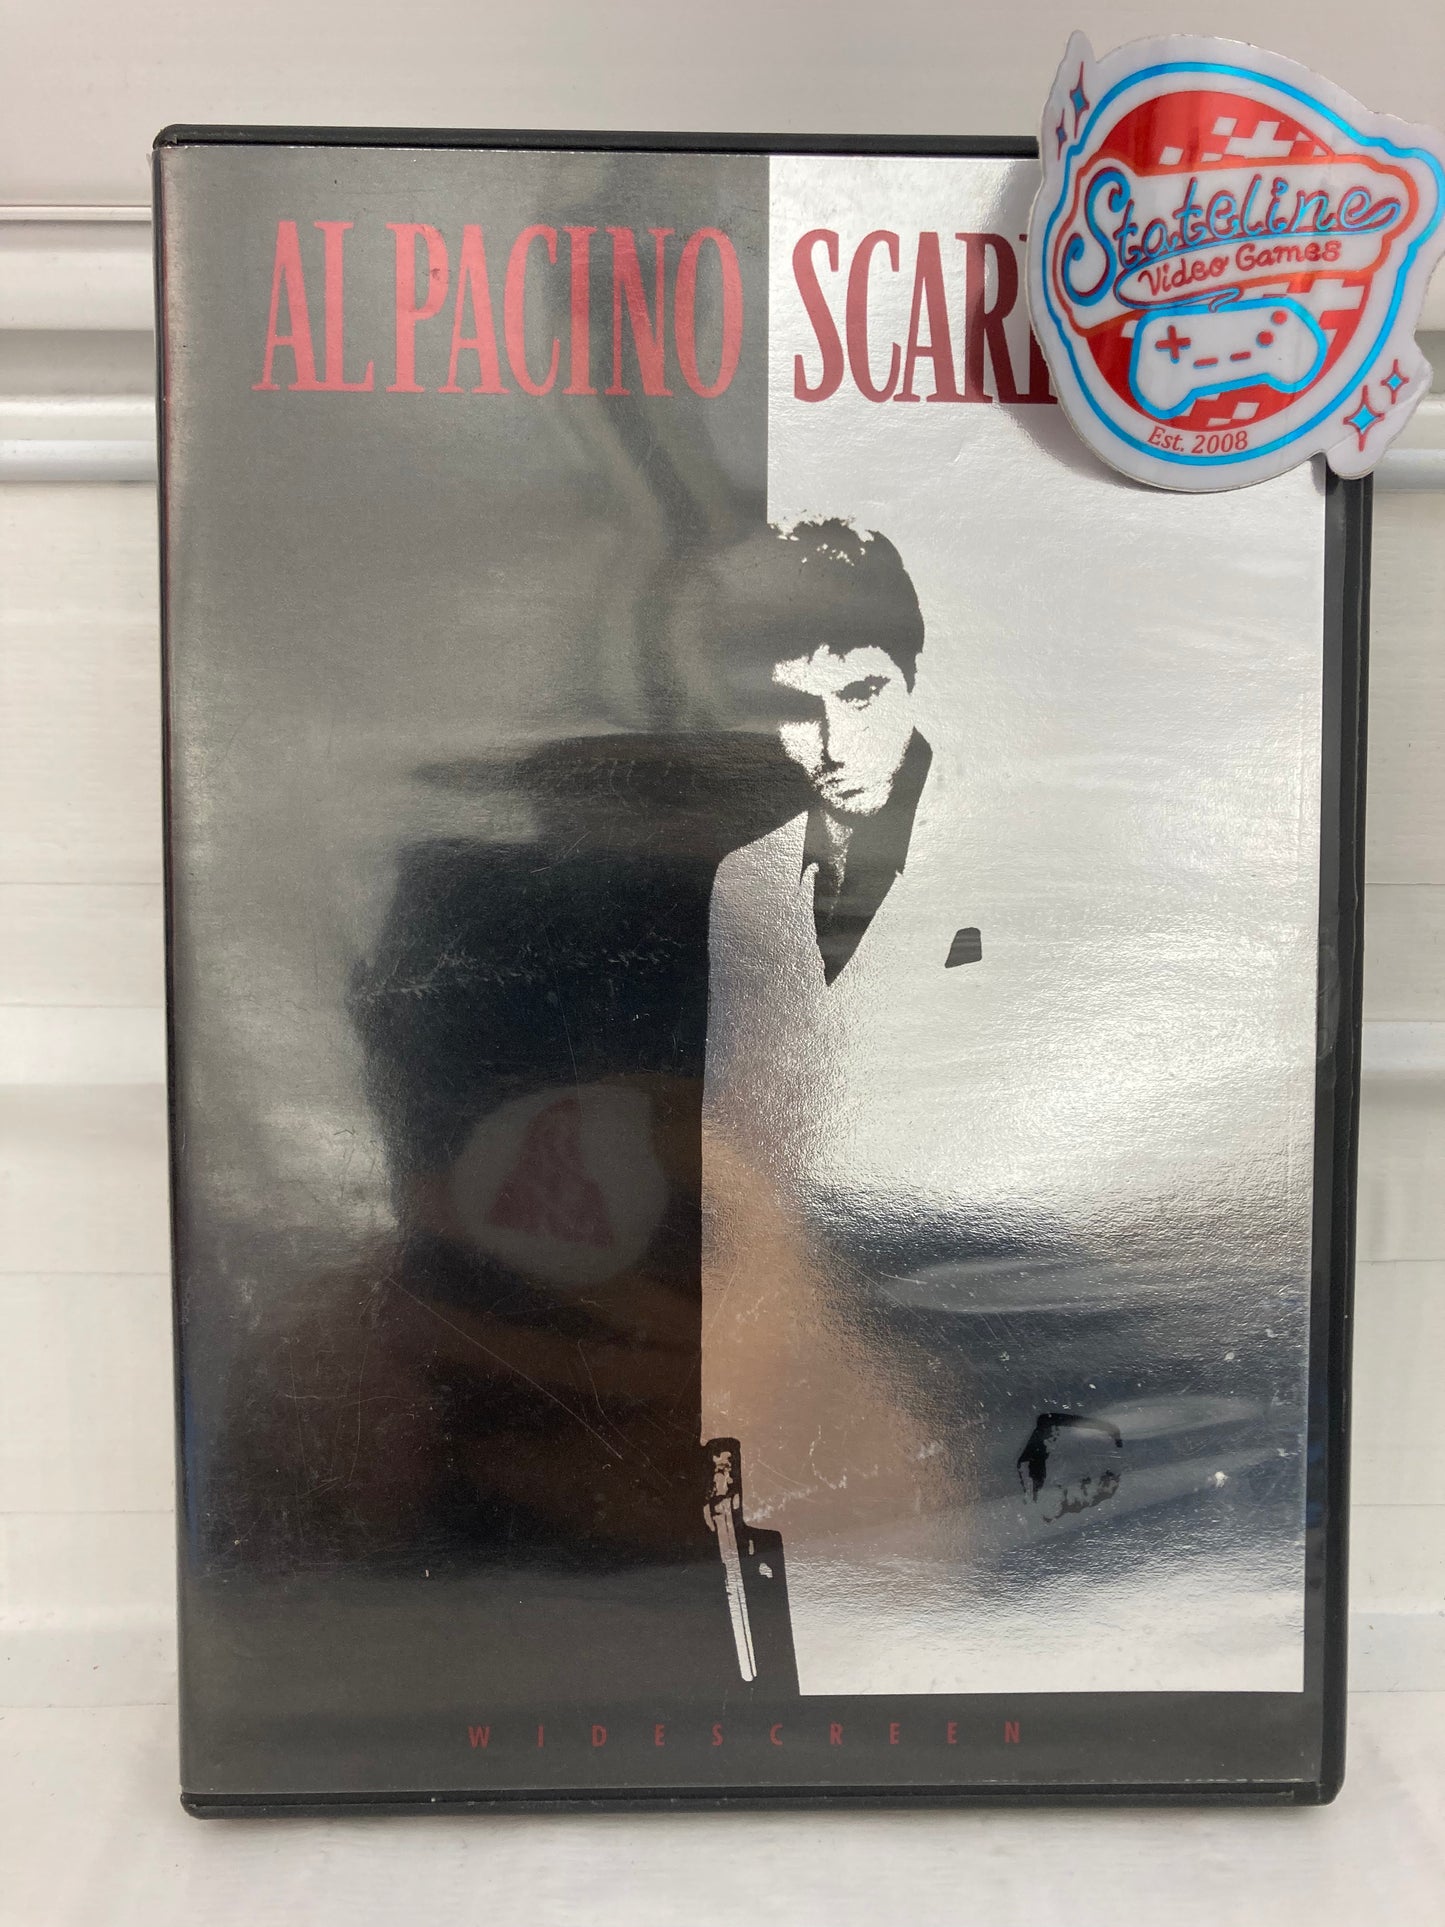 AL PACINO SCAR
Stateline
Video Games
Est. 2008
WIDESCREEN